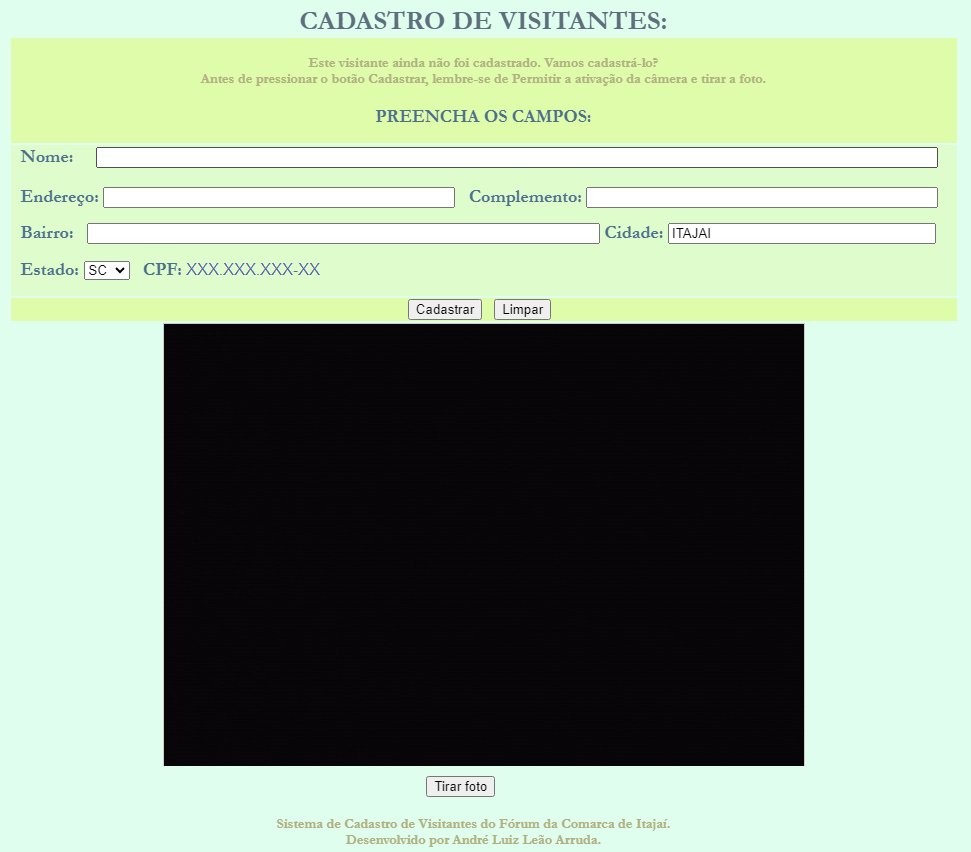 CADASTRO DE VISITANTES:
Este visitante ainda não foi cadastrado. Vamos cadastrá-lo?
Antes de pressionar o botão Cadastrar, lembre-se de Permitir a ativação da câmera e tirar a foto.
PREENCHA OS CAMPOS:
Nome:
Endereço: Complemento:
Bairro: Cidade: ITAJAI
Estado: SC CPF: XXX.XXX.XXX-XX
Cadastrar Limpar
Tirar foto
Sistema de Cadastro de Visitantes do Fórum da Comarca de Itajaí.
Desenvolvido por André Luiz Leão Arruda.